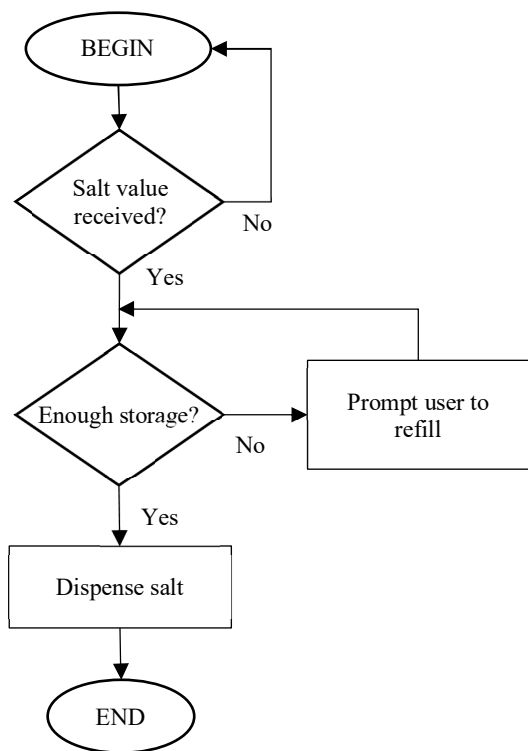 BEGIN
Salt value
received?
No
Yes
Enough storage?
No
Prompt user to
refill
Yes
Dispense salt
END